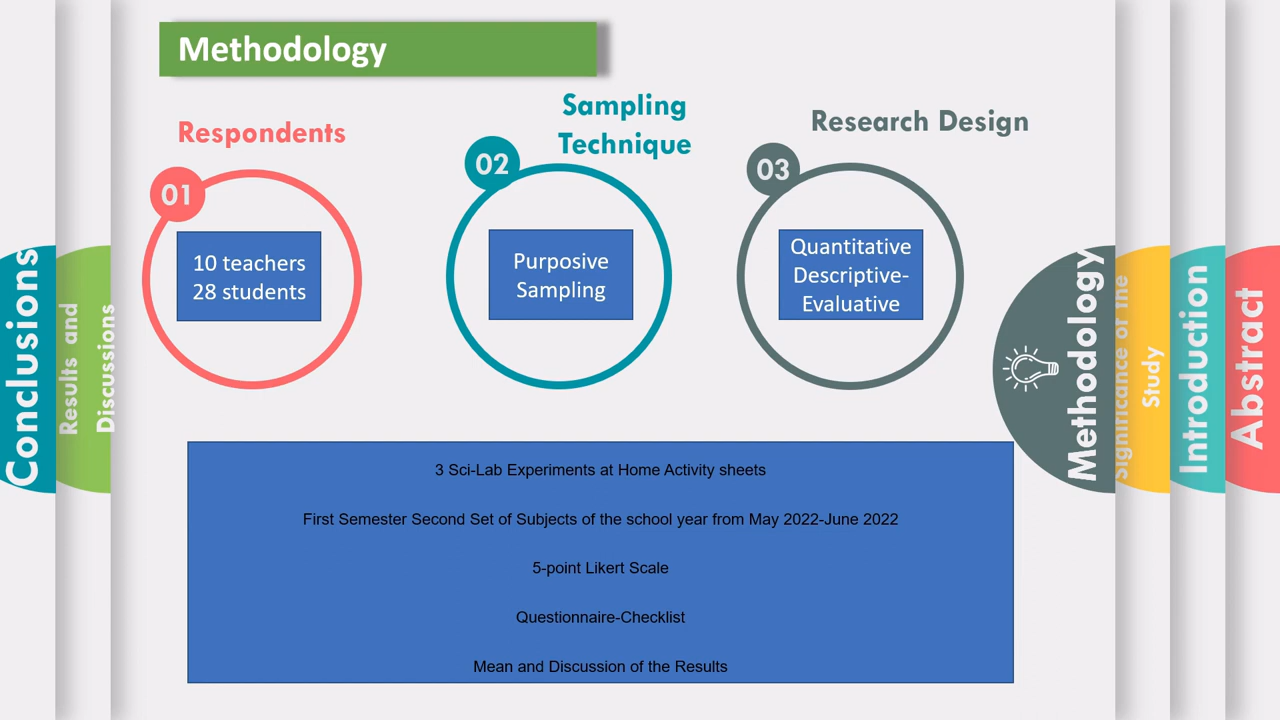 Methodology
Respondents
01
10 teachers
28 students
Sampling
Technique
02
Purposive
Sampling
Research Design
03
Quantitative
Descriptive-
Evaluative
3 Sci-Lab Experiments at Home Activity sheets
First Semester Second Set of Subjects of the school year from May 2022-June 2022
5-point Likert Scale
Questionnaire-Checklist
Mean and Discussion of the Results
Conclusions
Results and
Discussions
Methodology
Significance of the
Study
Introduction
Abstract